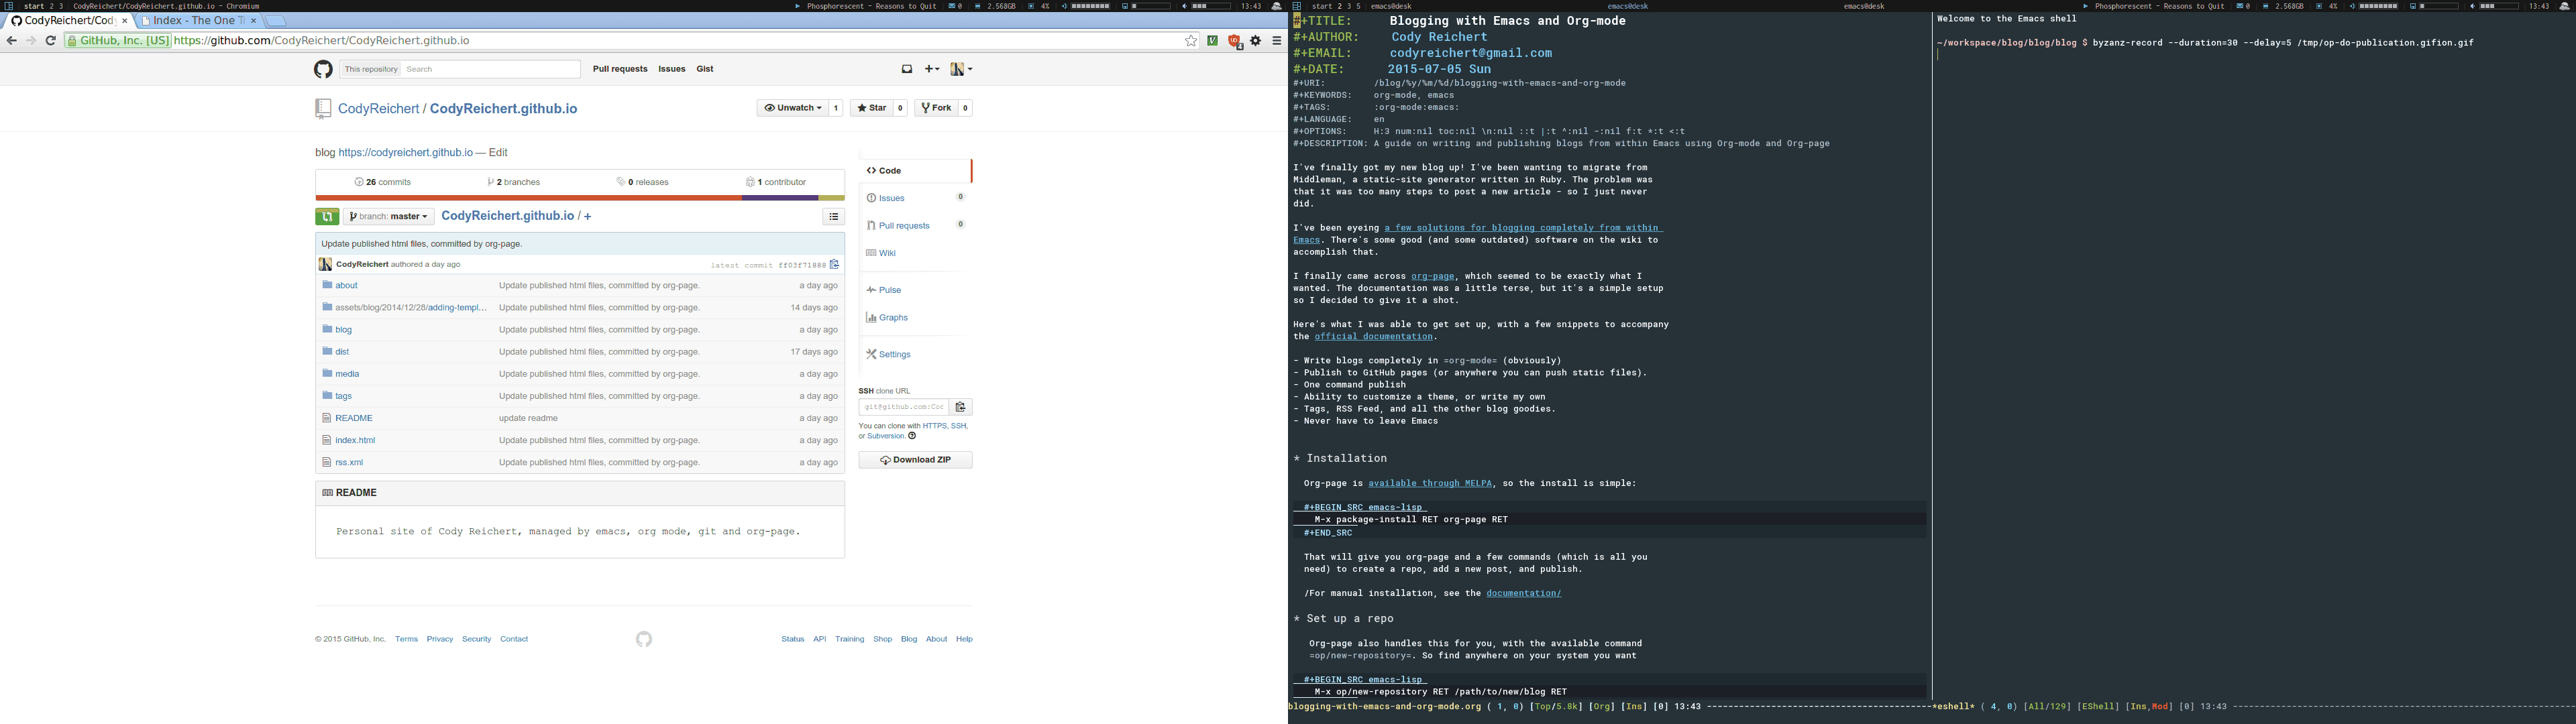 start 2 3 CodyReichert/CodyReichert.github.io - Chromium
Phosphorescent - Reasons to Quit 0 2.568GB 4% 13:43
CodyReichert/Cody × Index - The One Ti ×
GitHub, Inc. [US] https://github.com/CodyReichert/CodyReichert.github.io
This repository Search Pull requests Issues Gist
CodyReichert / CodyReichert.github.io
Unwatch 1 Star 0 Fork 0
blog https://codyreichert.github.io — Edit
26 commits 2 branches 0 releases 1 contributor
branch: master CodyReichert.github.io / +
Update published html files, committed by org-page.
CodyReichert authored a day ago latest commit ff03f71888
about Update published html files, committed by org-page. a day ago
assets/blog/2014/12/28/adding-templ... Update published html files, committed by org-page. 14 days ago
blog Update published html files, committed by org-page. a day ago
dist Update published html files, committed by org-page. 17 days ago
media Update published html files, committed by org-page. a day ago
tags Update published html files, committed by org-page. a day ago
README update readme a day ago
index.html Update published html files, committed by org-page. a day ago
rss.xml Update published html files, committed by org-page. a day ago
README
Personal site of Cody Reichert, managed by emacs, org mode, git and org-page.
Code
Issues 0
Pull requests 0
Wiki
Pulse
Graphs
Settings
SSH clone URL
git@github.com:Coc
You can clone with HTTPS, SSH,
or Subversion.
Download ZIP
© 2015 GitHub, Inc. Terms Privacy Security Contact
Status API Training Shop Blog About Help
start 2 3 5 emacs@desk emacs@desk emacs@desk
Phosphorescent - Reasons to Quit 0 2.568GB 4% 13:43
#+TITLE: Blogging with Emacs and Org-mode
#+AUTHOR: Cody Reichert
#+EMAIL: codyreichert@gmail.com
#+DATE: 2015-07-05 Sun
#+URI: /blog/%y/%m/%d/blogging-with-emacs-and-org-mode
#+KEYWORDS: org-mode, emacs
#+TAGS: :org-mode:emacs:
#+LANGUAGE: en
#+OPTIONS: H:3 num:nil toc:nil \n:nil ::t |:t ^:nil -:nil f:t *:t <:t
#+DESCRIPTION: A guide on writing and publishing blogs from within Emacs using Org-mode and Org-page
I've finally got my new blog up! I've been wanting to migrate from
Middleman, a static-site generator written in Ruby. The problem was
that it was too many steps to post a new article - so I just never
did.
I've been eyeing a few solutions for blogging completely from within
Emacs. There's some good (and some outdated) software on the wiki to
accomplish that.
I finally came across org-page, which seemed to be exactly what I
wanted. The documentation was a little terse, but it's a simple setup
so I decided to give it a shot.
Here's what I was able to get set up, with a few snippets to accompany
the official documentation.
- Write blogs completely in =org-mode= (obviously)
- Publish to GitHub pages (or anywhere you can push static files).
- One command publish
- Ability to customize a theme, or write my own
- Tags, RSS Feed, and all the other blog goodies.
- Never have to leave Emacs
* Installation
Org-page is available through MELPA, so the install is simple:
#+BEGIN_SRC emacs-lisp
M-x package-install RET org-page RET
#+END_SRC
That will give you org-page and a few commands (which is all you
need) to create a repo, add a new post, and publish.
/For manual installation, see the documentation/
* Set up a repo
Org-page also handles this for you, with the available command
=op/new-repository=. So find anywhere on your system you want
#+BEGIN_SRC emacs-lisp
M-x op/new-repository RET /path/to/new/blog RET
blogging-with-emacs-and-org-mode.org ( 1, 0) [Top/5.8k] [Org] [Ins] [0] 13:43
Welcome to the Emacs shell
~/workspace/blog/blog/blog $ byzanz-record --duration=30 --delay=5 /tmp/op-do-publication.gifion.gif
*eshell* ( 4, 0) [All/129] [EShell] [Ins,Mod] [0] 13:43